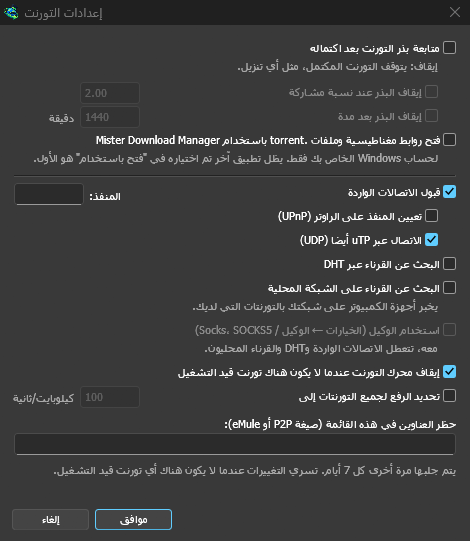 إعدادات التورنت
متابعة بذر التورنت بعد اكتماله
إيقاف: يتوقف التورنت المكتمل، مثل أي تنزيل.
إيقاف البذر عند نسبة مشاركة 2.00
إيقاف البذر بعد مدة 1440 دقيقة
فتح روابط مغناطيسية وملفات .torrent باستخدام Mister Download Manager
لحساب Windows الخاص بك فقط. يظل تطبيق آخر تم اختياره في "فتح باستخدام" هو الأول.
قبول الاتصالات الواردة المنفذ:
تعيين المنفذ على الراوتر (UPnP)
الاتصال عبر uTP أيضًا (UDP)
البحث عن القرناء عبر DHT
البحث عن القرناء على الشبكة المحلية
يخبر أجهزة الكمبيوتر على شبكتك بالتورنتات التي لديك.
استخدام الوكيل (الخيارات ← الوكيل / Socks، SOCKS5)
معه، تتعطل الاتصالات الواردة وDHT والقرناء المحليون.
إيقاف محرك التورنت عندما لا يكون هناك تورنت قيد التشغيل
تحديد الرفع لجميع التورنتات إلى 100 كيلوبايت/ثانية
حظر العناوين في هذه القائمة (صيغة P2P أو eMule):
يتم جلبها مرة أخرى كل 7 أيام. تسري التغييرات عندما لا يكون هناك أي تورنت قيد التشغيل.
موافق إلغاء